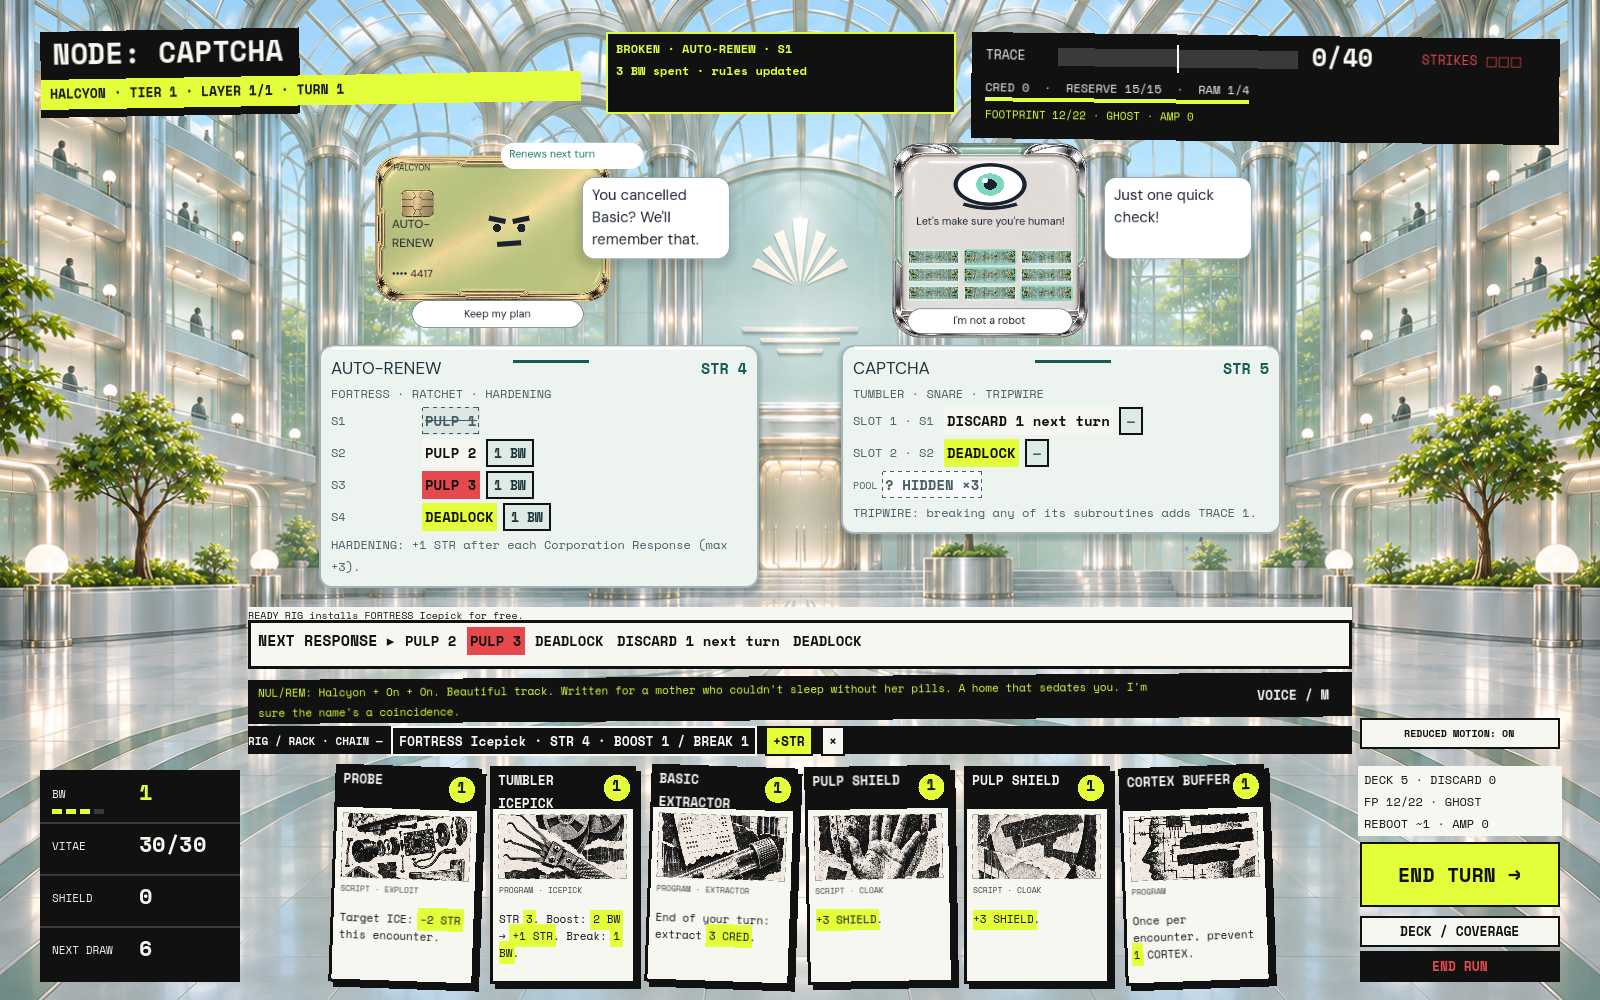 NODE: CAPTCHA
HALCYON · TIER 1 · LAYER 1/1 · TURN 1
BROKEN · AUTO-RENEW · S1
3 BW spent · rules updated
TRACE
0/40
STRIKES □□□
CRED 0 · RESERVE 15/15 · RAM 1/4
FOOTPRINT 12/22 · GHOST · AMP 0
HALCYON
Renews next turn
AUTO-
RENEW
•••• 4417
Keep my plan
You cancelled
Basic? We'll
remember that.
Let's make sure you're human!
I'm not a robot
Just one quick
check!
AUTO-RENEW
STR 4
FORTRESS · RATCHET · HARDENING
S1 PULP 1
S2 PULP 2 1 BW
S3 PULP 3 1 BW
S4 DEADLOCK 1 BW
HARDENING: +1 STR after each Corporation Response (max
+3).
CAPTCHA
STR 5
TUMBLER · SNARE · TRIPWIRE
SLOT 1 · S1 DISCARD 1 next turn —
SLOT 2 · S2 DEADLOCK —
POOL ? HIDDEN ×3
TRIPWIRE: breaking any of its subroutines adds TRACE 1.
READY RIG installs FORTRESS Icepick for free.
NEXT RESPONSE ▸ PULP 2 PULP 3 DEADLOCK DISCARD 1 next turn DEADLOCK
NUL/REM: Halcyon + On + On. Beautiful track. Written for a mother who couldn't sleep without her pills. A home that sedates you. I'm
sure the name's a coincidence.
VOICE / M
RIG / RACK · CHAIN — FORTRESS Icepick · STR 4 · BOOST 1 / BREAK 1 +STR ×
REDUCED MOTION: ON
BW 1
VITAE 30/30
SHIELD 0
NEXT DRAW 6
PROBE
1
SCRIPT · EXPLOIT
Target ICE: -2 STR
this encounter.
TUMBLER
ICEPICK
1
PROGRAM · ICEPICK
STR 3. Boost: 2 BW
→ +1 STR. Break: 1
BW.
BASIC
EXTRACTOR
1
PROGRAM · EXTRACTOR
End of your turn:
extract 3 CRED.
PULP SHIELD
1
SCRIPT · CLOAK
+3 SHIELD.
PULP SHIELD
1
SCRIPT · CLOAK
+3 SHIELD.
CORTEX BUFFER
1
PROGRAM
Once per
encounter, prevent
1 CORTEX.
DECK 5 · DISCARD 0
FP 12/22 · GHOST
REBOOT ~1 · AMP 0
END TURN →
DECK / COVERAGE
END RUN